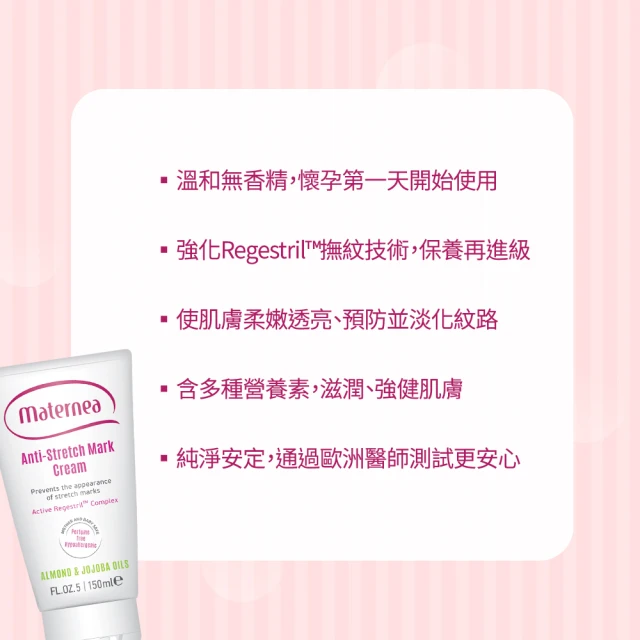 ▪ 溫和無香精,懷孕第一天開始使用
▪ 強化Regestril™撫紋技術,保養再進級
▪ 使肌膚柔嫩透亮、預防並淡化紋路
▪ 含多種營養素,滋潤、強健肌膚
▪ 純淨安定,通過歐洲醫師測試更安心
maternea
Anti-Stretch Mark
Cream
Prevents the appearance
of stretch marks
Active Regestril™ Complex
MOTHER AND BABY SAFE
Perfume
free
Hypoallergenic
ALMOND & JOJOBA OILS
FL.OZ.5 | 150ml℮